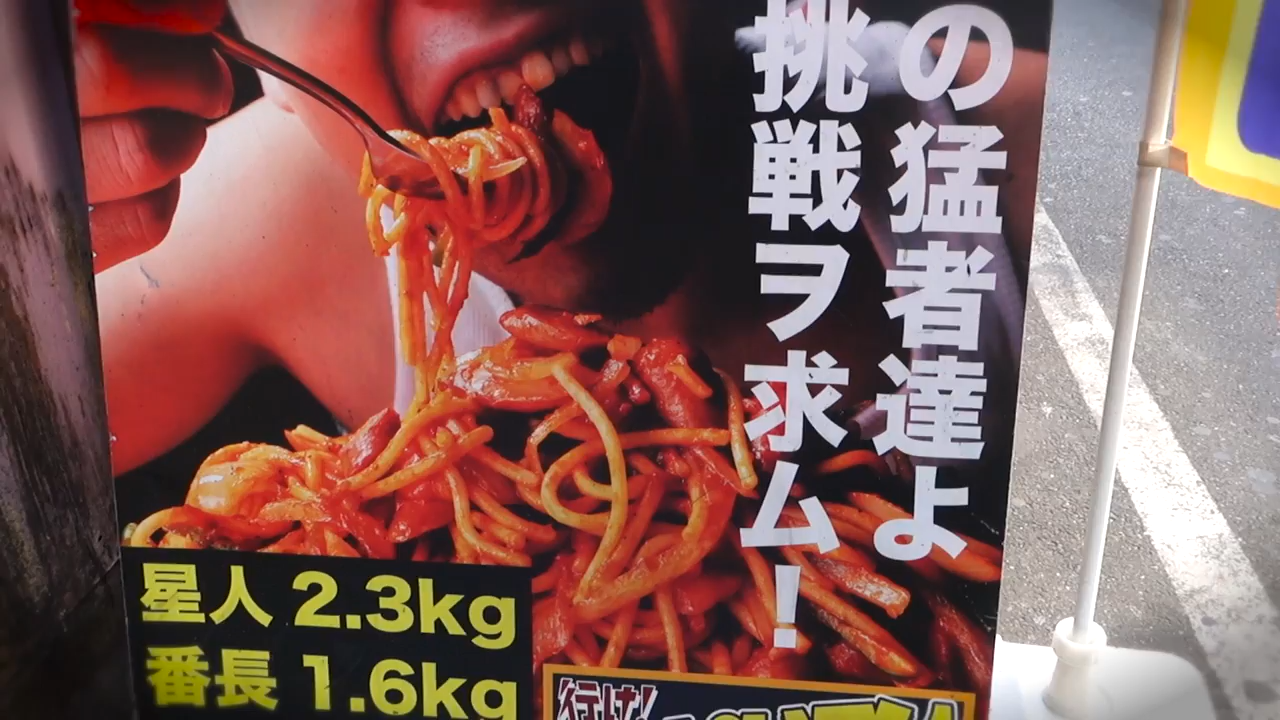 の猛者達よ
挑戦ヲ求ム!
星人 2.3kg
番長 1.6kg
行け!